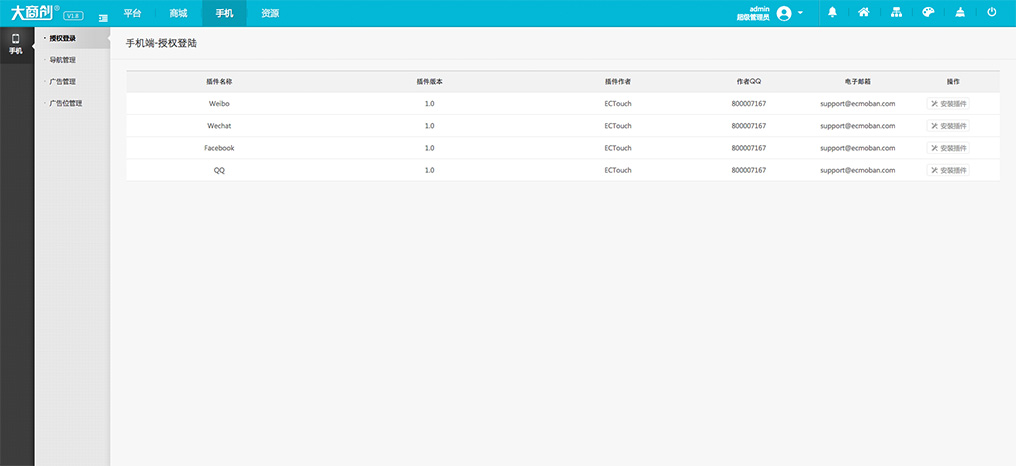 大商创® V1.8 平台 商城 手机 资源 admin
超级管理员
手机
授权登录
导航管理
广告管理
广告位管理
手机端-授权登陆
插件名称 插件版本 插件作者 作者QQ 电子邮箱 操作
Weibo 1.0 ECTouch 800007167 support@ecmoban.com 安装插件
Wechat 1.0 ECTouch 800007167 support@ecmoban.com 安装插件
Facebook 1.0 ECTouch 800007167 support@ecmoban.com 安装插件
QQ 1.0 ECTouch 800007167 support@ecmoban.com 安装插件